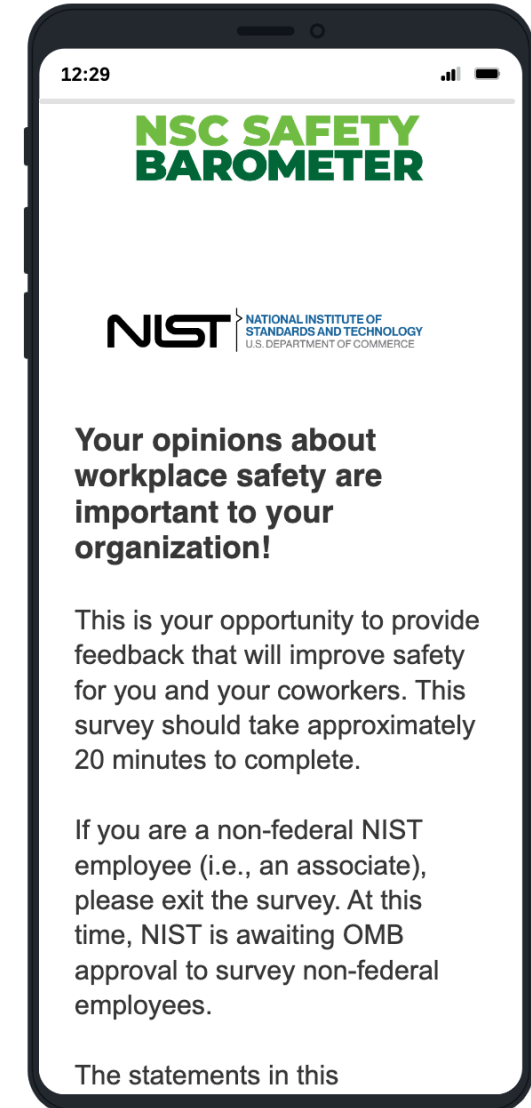 12:29
NSC SAFETY
BAROMETER
NIST
NATIONAL INSTITUTE OF
STANDARDS AND TECHNOLOGY
U.S. DEPARTMENT OF COMMERCE
Your opinions about
workplace safety are
important to your
organization!
This is your opportunity to provide
feedback that will improve safety
for you and your coworkers. This
survey should take approximately
20 minutes to complete.
If you are a non-federal NIST
employee (i.e., an associate),
please exit the survey. At this
time, NIST is awaiting OMB
approval to survey non-federal
employees.
The statements in this